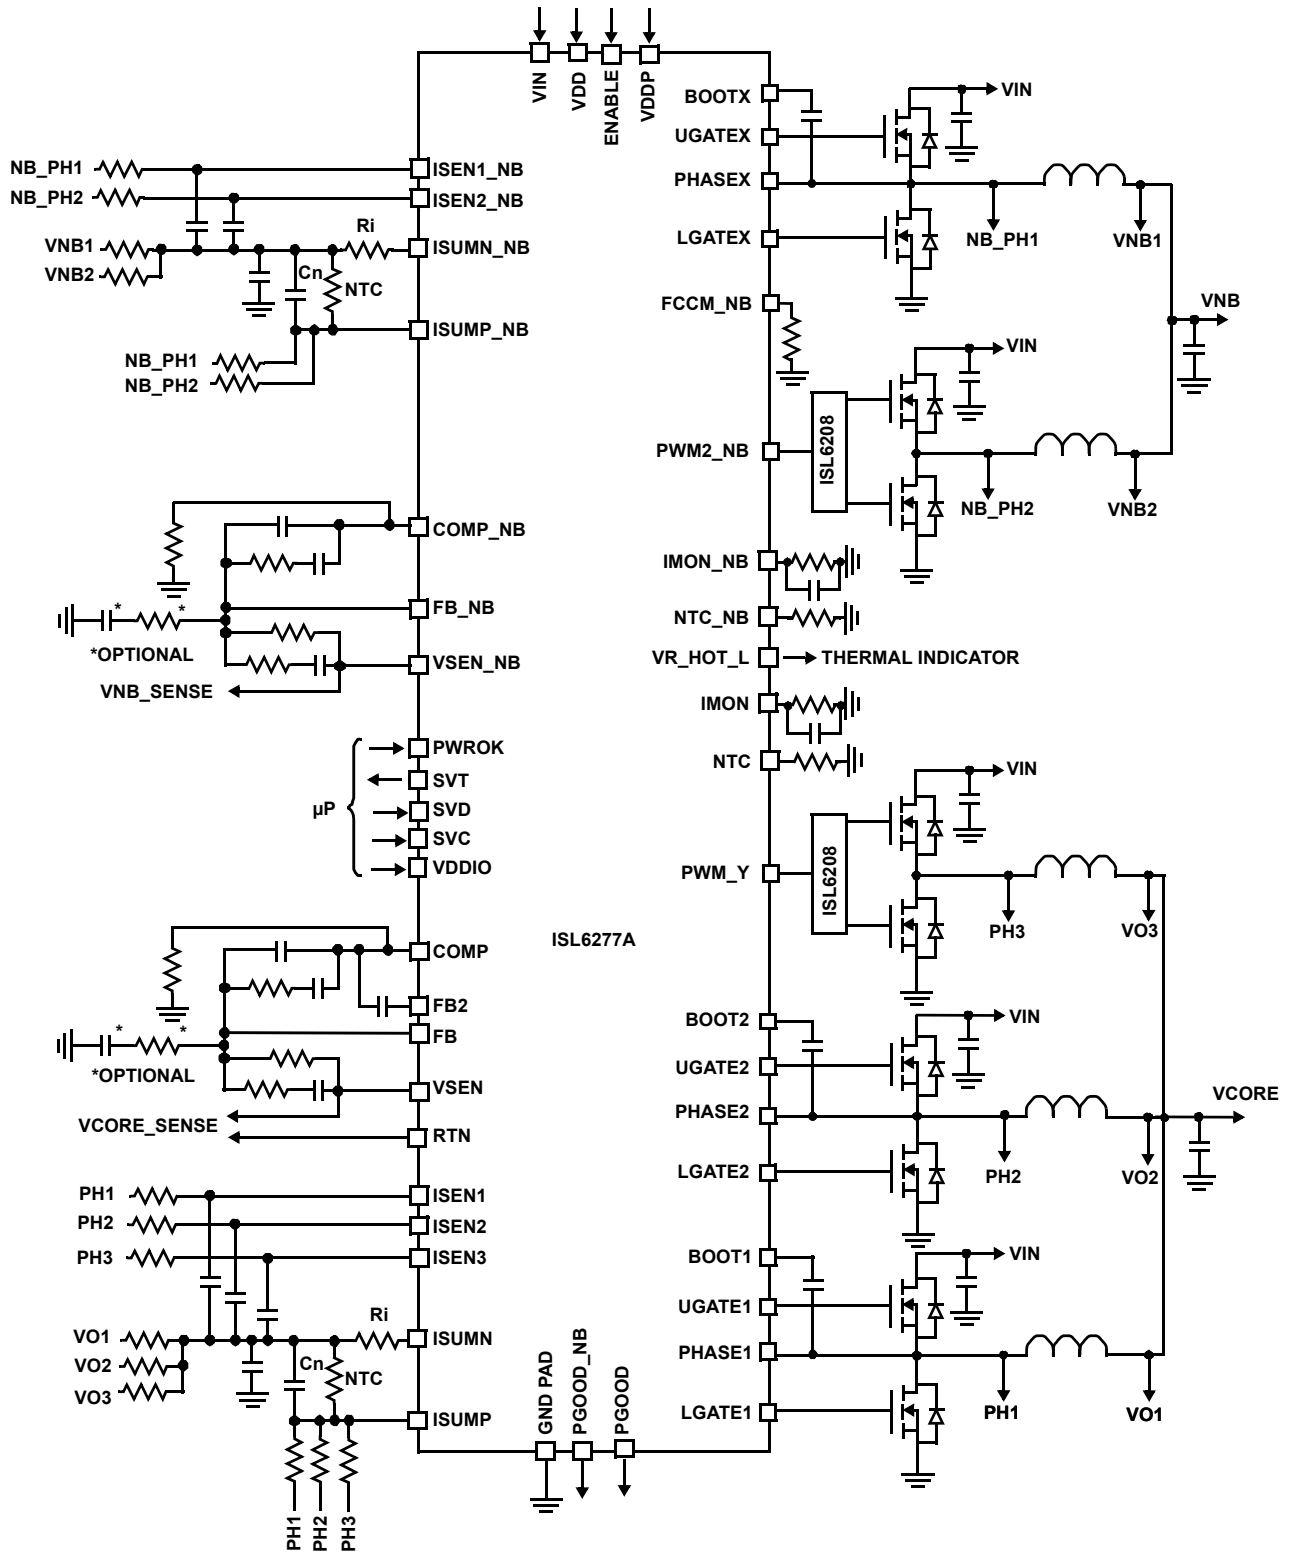 VIN
VDD
ENABLE
VDDP
NB_PH1
NB_PH2
VNB1
VNB2
Ri
Cn
NTC
NB_PH1
NB_PH2
ISEN1_NB
ISEN2_NB
ISUMN_NB
ISUMP_NB
COMP_NB
FB_NB
VSEN_NB
*
*
*OPTIONAL
VNB_SENSE
µP
PWROK
SVT
SVD
SVC
VDDIO
ISL6277A
COMP
FB2
FB
VSEN
RTN
*
*
*OPTIONAL
VCORE_SENSE
PH1
PH2
PH3
ISEN1
ISEN2
ISEN3
VO1
VO2
VO3
Ri
Cn
NTC
ISUMN
ISUMP
PH1
PH2
PH3
GND PAD
PGOOD_NB
PGOOD
BOOTX
UGATEX
PHASEX
LGATEX
FCCM_NB
PWM2_NB
IMON_NB
NTC_NB
VR_HOT_L
THERMAL INDICATOR
IMON
NTC
PWM_Y
BOOT2
UGATE2
PHASE2
LGATE2
BOOT1
UGATE1
PHASE1
LGATE1
VIN
NB_PH1
VNB1
VNB
VIN
ISL6208
NB_PH2
VNB2
VIN
ISL6208
PH3
VO3
VIN
PH2
VO2
VCORE
VIN
PH1
VO1